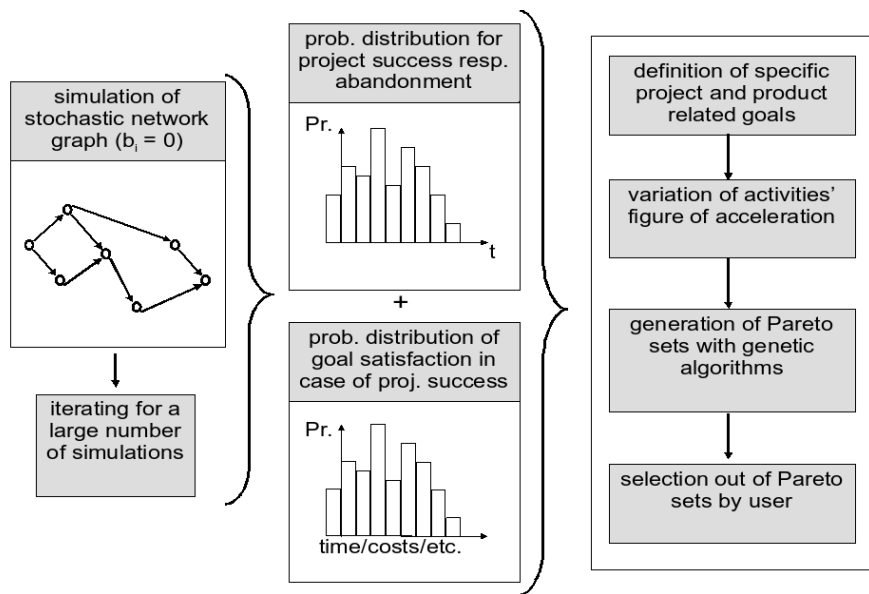 simulation of
stochastic network
graph (bᵢ = 0)
iterating for a
large number
of simulations
prob. distribution for
project success resp.
abandonment
Pr.
t
+
prob. distribution of
goal satisfaction in
case of proj. success
Pr.
time/costs/etc.
definition of specific
project and product
related goals
variation of activities’
figure of acceleration
generation of Pareto
sets with genetic
algorithms
selection out of Pareto
sets by user